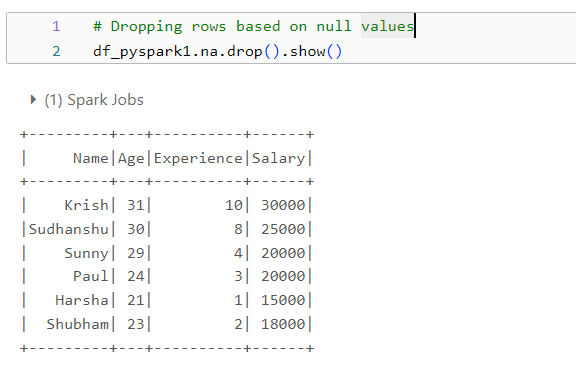 1 # Dropping rows based on null values
2 df_pyspark1.na.drop().show()
(1) Spark Jobs
+---------+---+----------+------+
|     Name|Age|Experience|Salary|
+---------+---+----------+------+
|    Krish| 31|        10| 30000|
|Sudhanshu| 30|         8| 25000|
|    Sunny| 29|         4| 20000|
|     Paul| 24|         3| 20000|
|   Harsha| 21|         1| 15000|
|  Shubham| 23|         2| 18000|
+---------+---+----------+------+